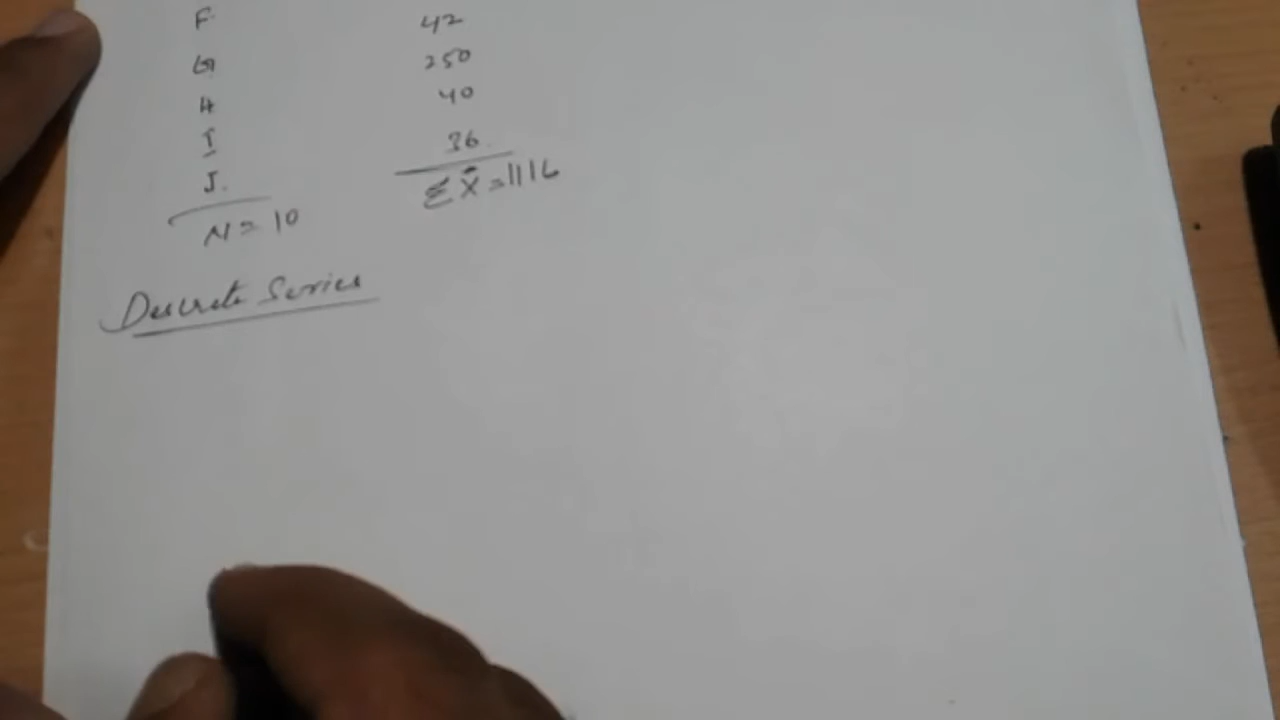 F 42
G 250
H 40
I 36
J.
ΣX = 1116
N = 10
Discrete Series